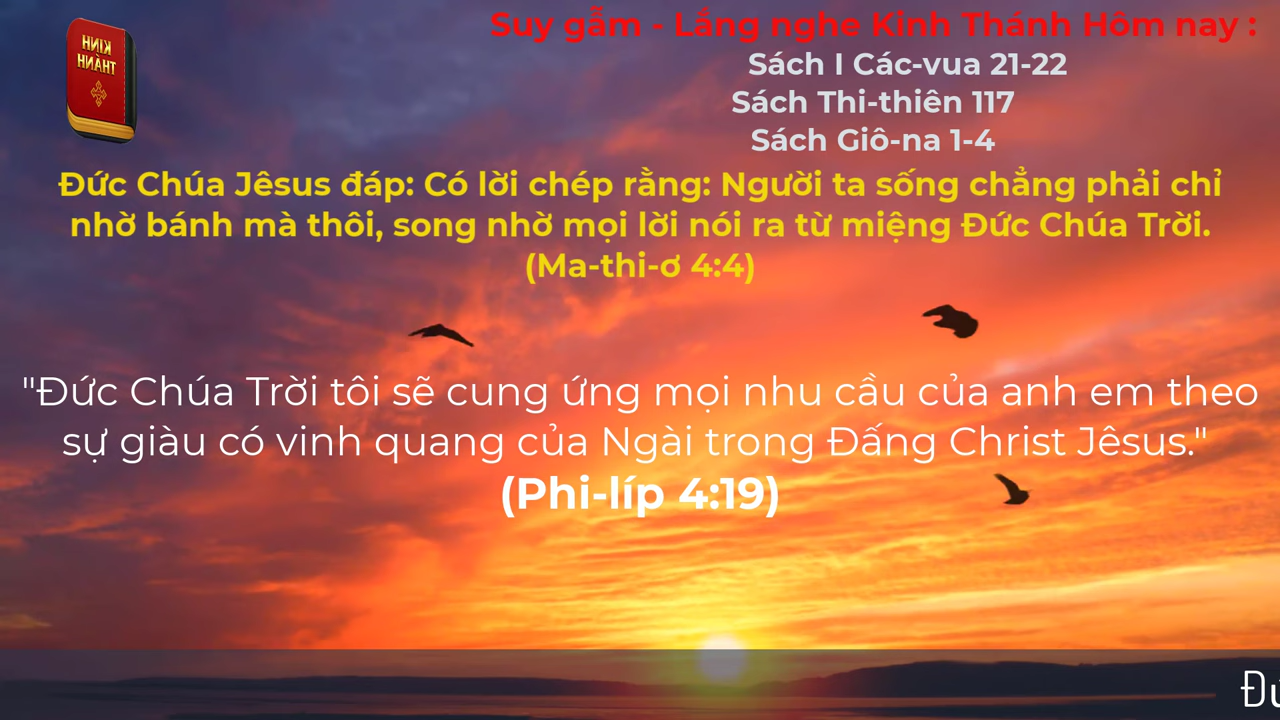 KINH
THÁNH
Suy gẫm - Lắng nghe Kinh Thánh Hôm nay :
Sách I Các-vua 21-22
Sách Thi-thiên 117
Sách Giô-na 1-4
Đức Chúa Jêsus đáp: Có lời chép rằng: Người ta sống chẳng phải chỉ
nhờ bánh mà thôi, song nhờ mọi lời nói ra từ miệng Đức Chúa Trời.
(Ma-thi-ơ 4:4)
"Đức Chúa Trời tôi sẽ cung ứng mọi nhu cầu của anh em theo
sự giàu có vinh quang của Ngài trong Đấng Christ Jêsus."
(Phi-líp 4:19)